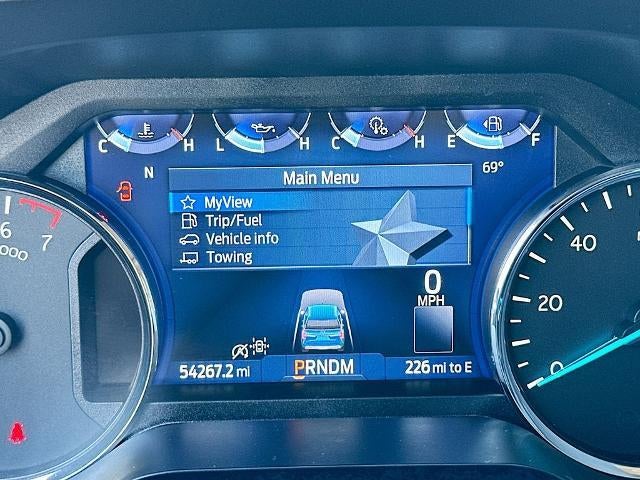 C H L H C H E F
N
69°
Main Menu
MyView
Trip/Fuel
Vehicle info
Towing
6
7
000
40
20
0
0
MPH
54267.2 mi
PRNDM
226 mi to E